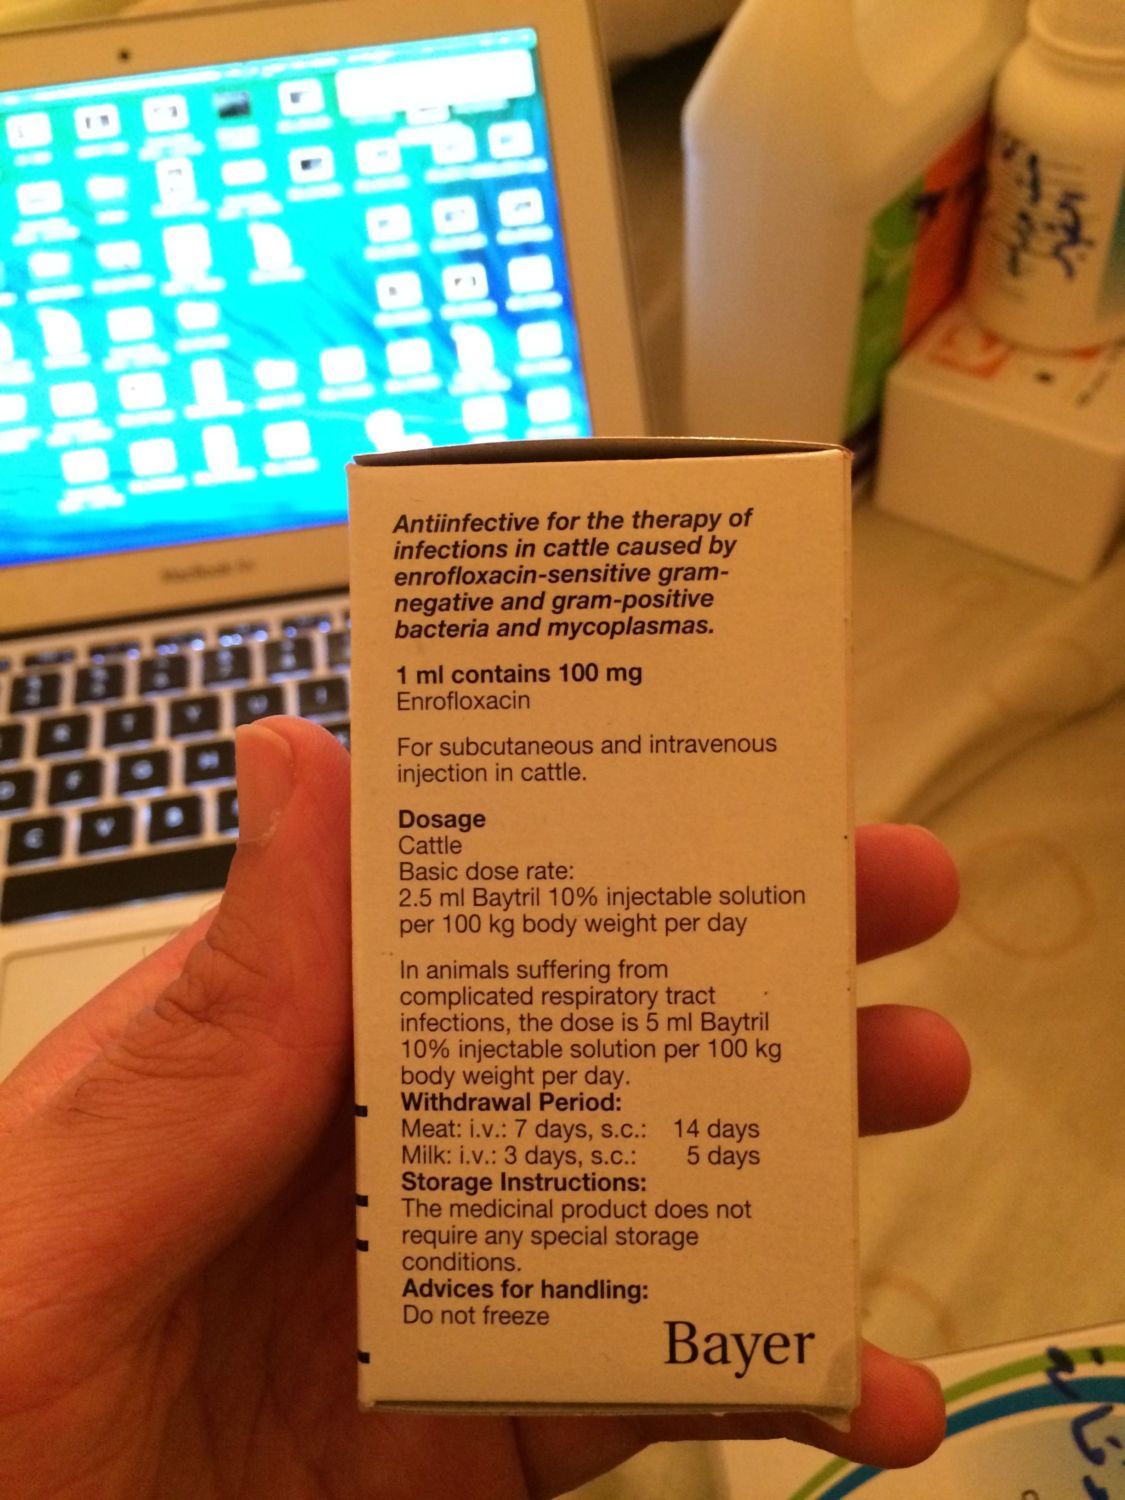 Antiinfective for the therapy of
infections in cattle caused by
enrofloxacin-sensitive gram-
negative and gram-positive
bacteria and mycoplasmas.
1 ml contains 100 mg
Enrofloxacin
For subcutaneous and intravenous
injection in cattle.
Dosage
Cattle
Basic dose rate:
2.5 ml Baytril 10% injectable solution
per 100 kg body weight per day
In animals suffering from
complicated respiratory tract
infections, the dose is 5 ml Baytril
10% injectable solution per 100 kg
body weight per day.
Withdrawal Period:
Meat: i.v.: 7 days, s.c.: 14 days
Milk: i.v.: 3 days, s.c.: 5 days
Storage Instructions:
The medicinal product does not
require any special storage
conditions.
Advices for handling:
Do not freeze
Bayer
MacBook Air